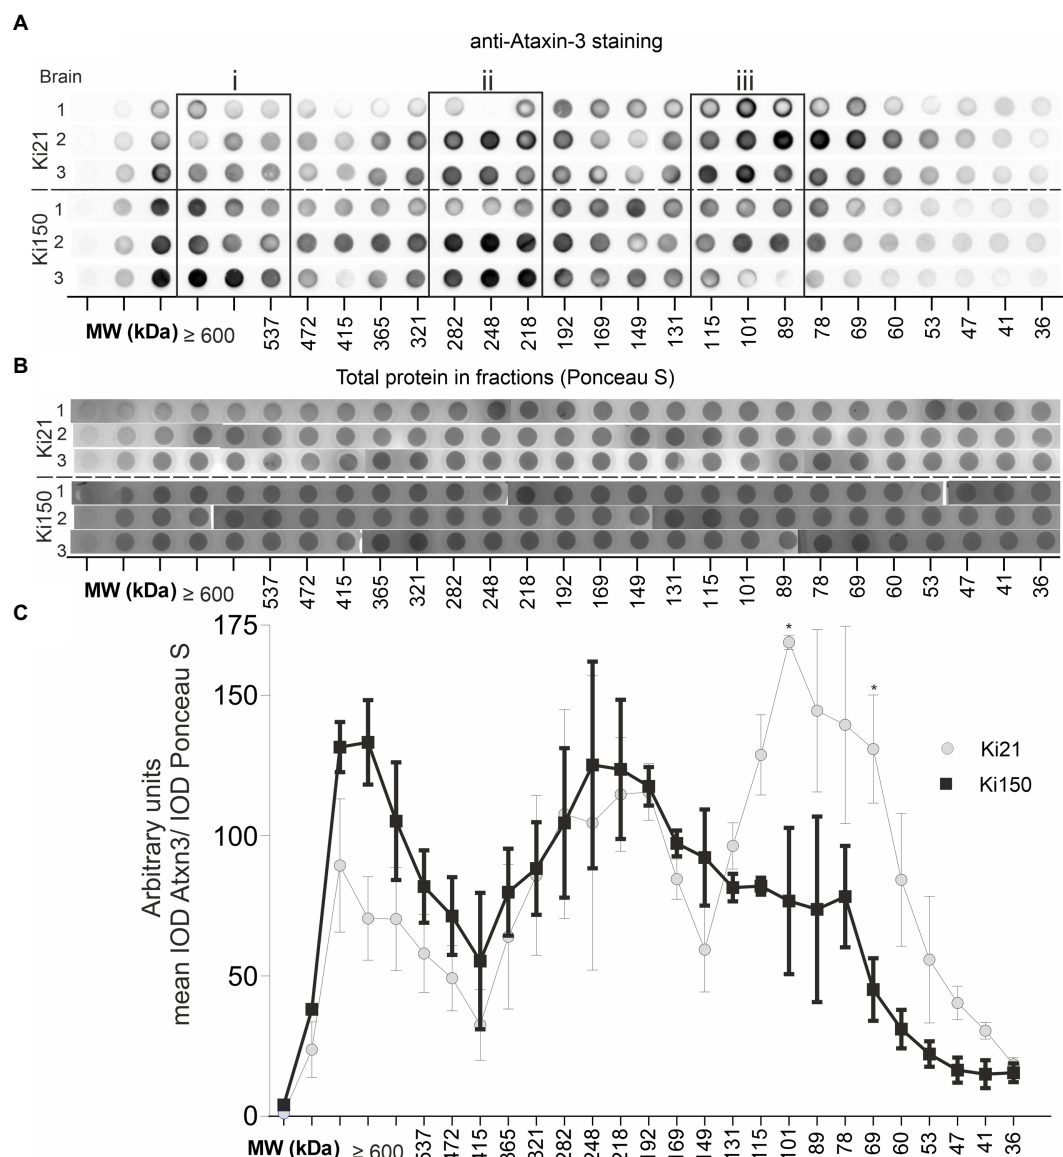 A
anti-Ataxin-3 staining
Brain
i
ii
iii
Ki21
1
2
3
Ki150
1
2
3
MW (kDa) ≥ 600 537 472 415 365 321 282 248 218 192 169 149 131 115 101 89 78 69 60 53 47 41 36
B
Total protein in fractions (Ponceau S)
Ki21
1
2
3
Ki150
1
2
3
MW (kDa) ≥ 600 537 472 415 365 321 282 248 218 192 169 149 131 115 101 89 78 69 60 53 47 41 36
C
Arbitrary units
mean IOD Atxn3/ IOD Ponceau S
175
150
100
50
0
*
*
Ki21
Ki150
MW (kDa) ≥ 600 537 472 415 365 321 282 248 218 192 169 149 131 115 101 89 78 69 60 53 47 41 36